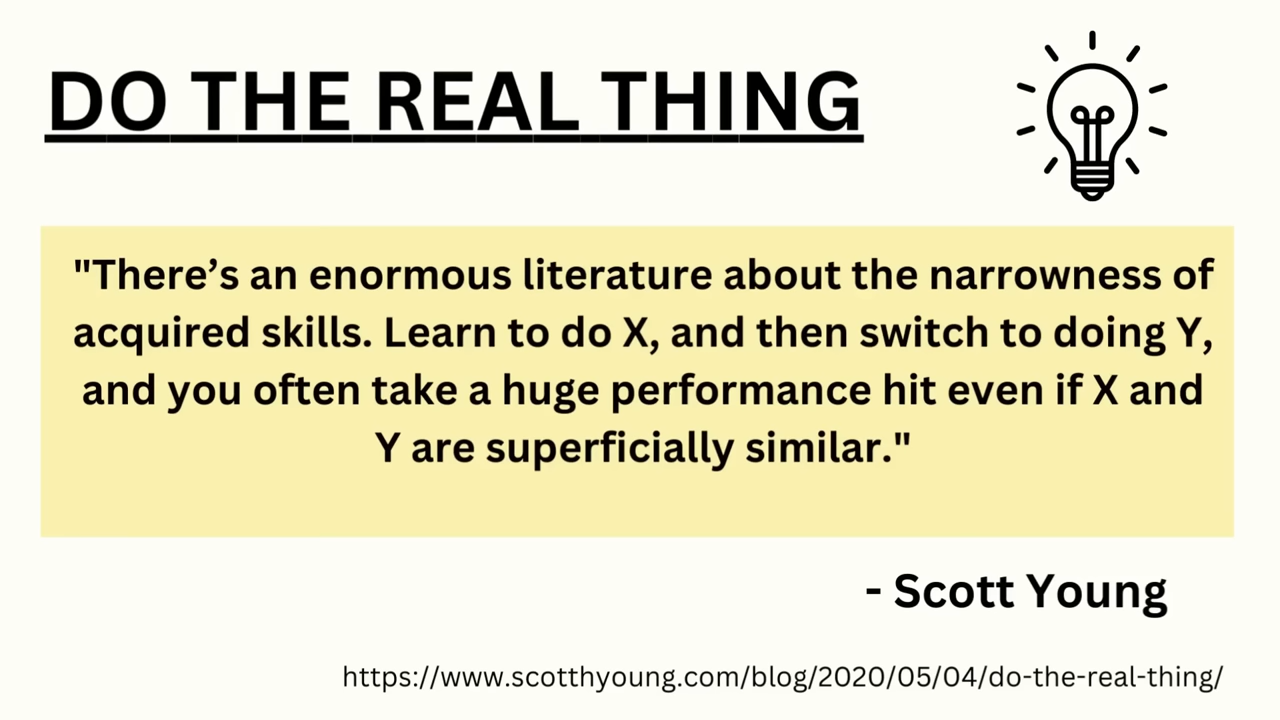 DO THE REAL THING
"There’s an enormous literature about the narrowness of
acquired skills. Learn to do X, and then switch to doing Y,
and you often take a huge performance hit even if X and
Y are superficially similar."
- Scott Young
https://www.scotthyoung.com/blog/2020/05/04/do-the-real-thing/